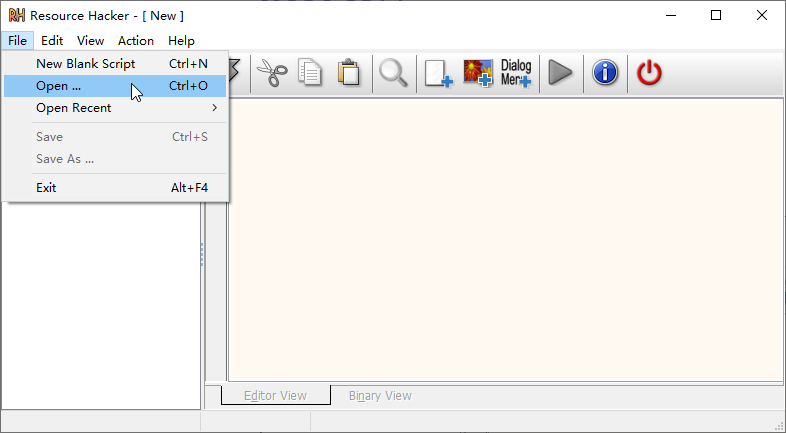 RH Resource Hacker - [ New ]
File Edit View Action Help
New Blank Script Ctrl+N
Open ... Ctrl+O
Open Recent
Save Ctrl+S
Save As ...
Exit Alt+F4
Dialog
Menu
Editor View Binary View